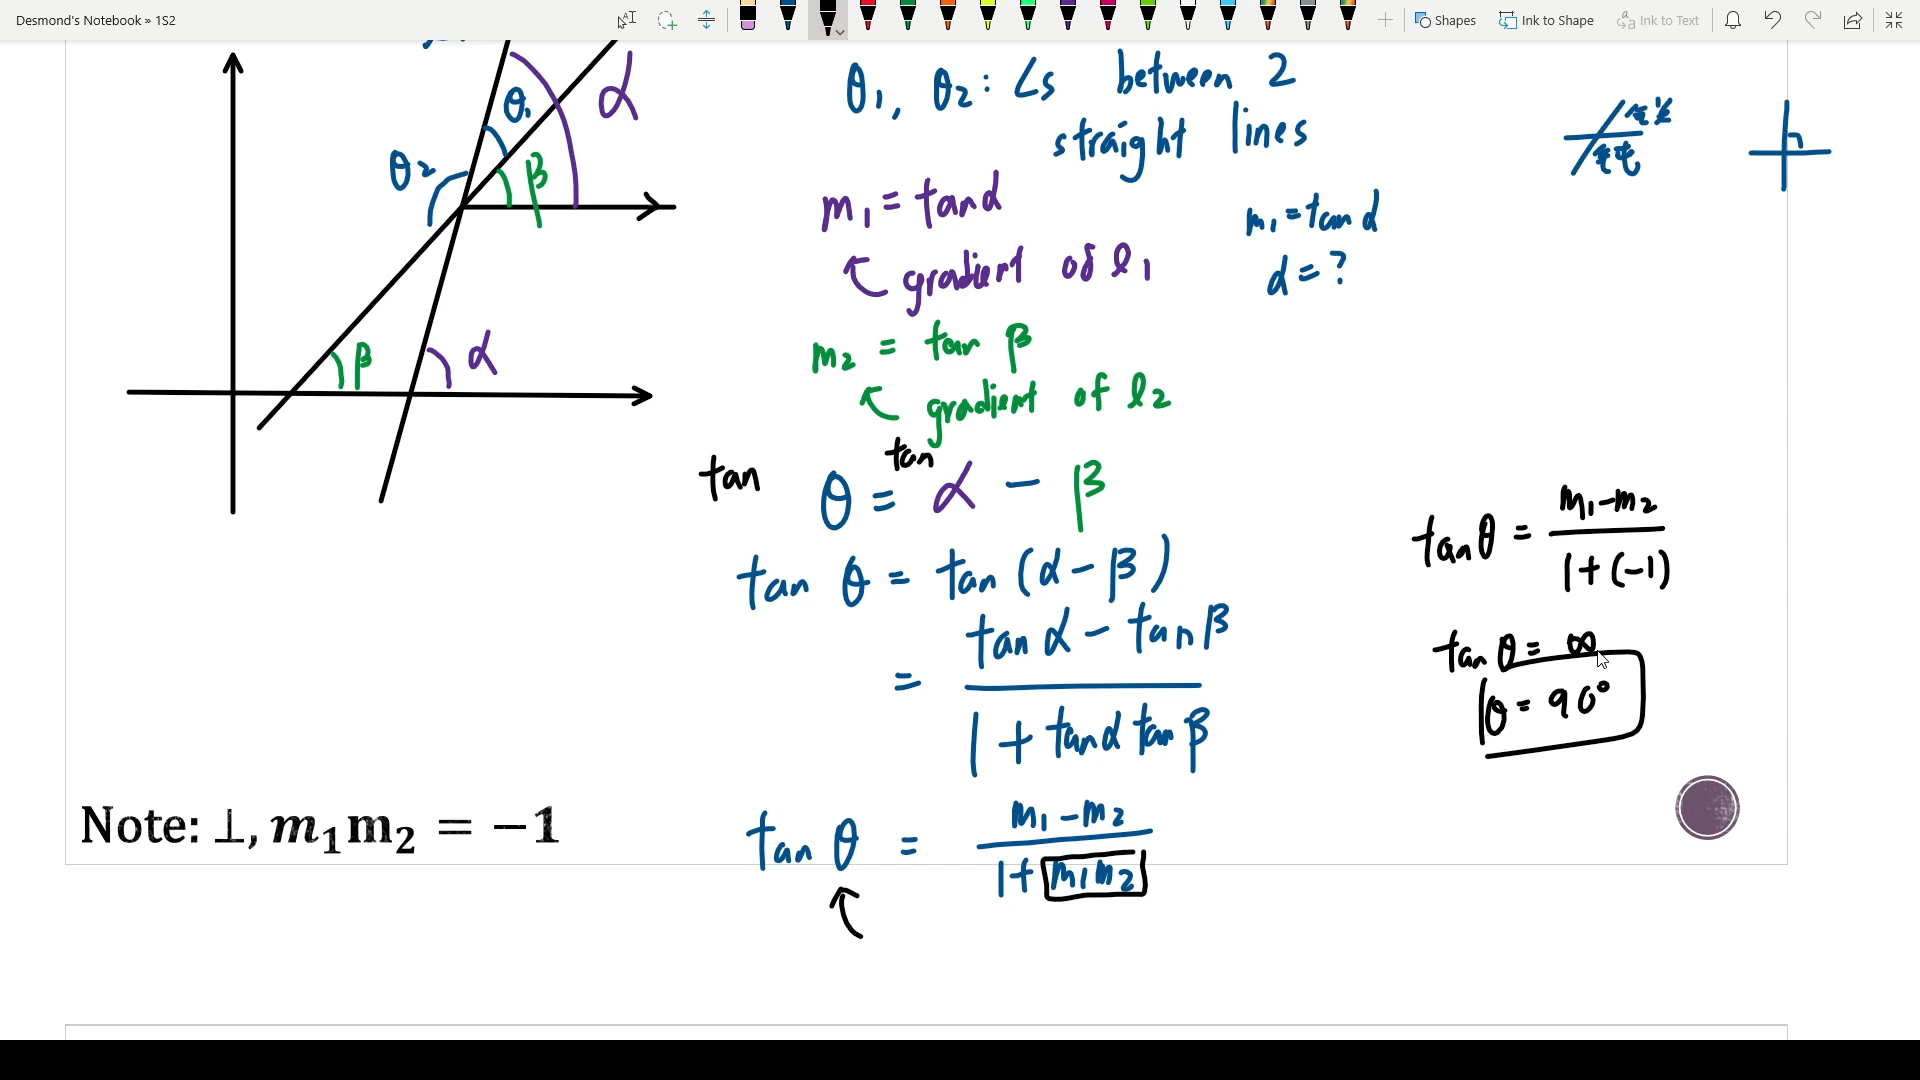 Desmond's Notebook » 1S2
Shapes
Ink to Shape
Ink to Text
θ₁
α
θ₂
β
β
α
θ₁, θ₂ : ∠s between 2
straight lines
m₁ = tan α
gradient of l₁
m₂ = tan β
gradient of l₂
m₁ = tan α
α = ?
tan θ = tan α - β
tan θ = tan (α - β)
= (tan α - tan β) / (1 + tan α tan β)
tan θ = (m₁ - m₂) / (1 + m₁m₂)
tan θ = (m₁ - m₂) / (1 + (-1))
tan θ = ∞
θ = 90°
Note: ⊥, m₁m₂ = −1